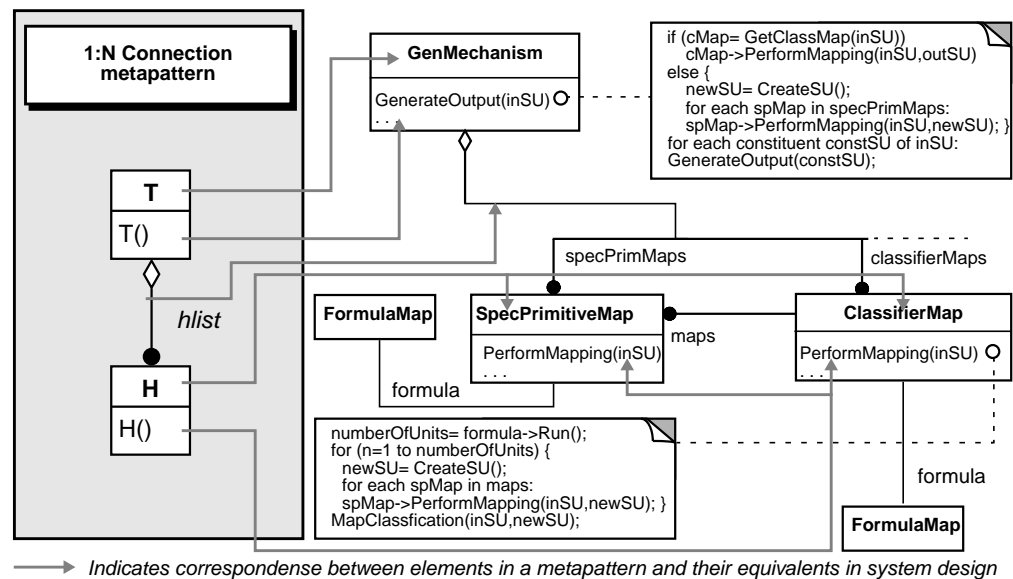 1:N Connection
metapattern
T
T()
hlist
H
H()
GenMechanism
GenerateOutput(inSU)
. . .
if (cMap= GetClassMap(inSU))
cMap->PerformMapping(inSU,outSU)
else {
newSU= CreateSU();
for each spMap in specPrimMaps:
spMap->PerformMapping(inSU,newSU); }
for each constituent constSU of inSU:
GenerateOutput(constSU);
specPrimMaps
classifierMaps
FormulaMap
SpecPrimitiveMap
PerformMapping(inSU)
. . .
maps
ClassifierMap
PerformMapping(inSU)
. . .
formula
numberOfUnits= formula->Run();
for (n=1 to numberOfUnits) {
newSU= CreateSU();
for each spMap in maps:
spMap->PerformMapping(inSU,newSU); }
MapClassfication(inSU,newSU);
formula
FormulaMap
Indicates correspondense between elements in a metapattern and their equivalents in system design